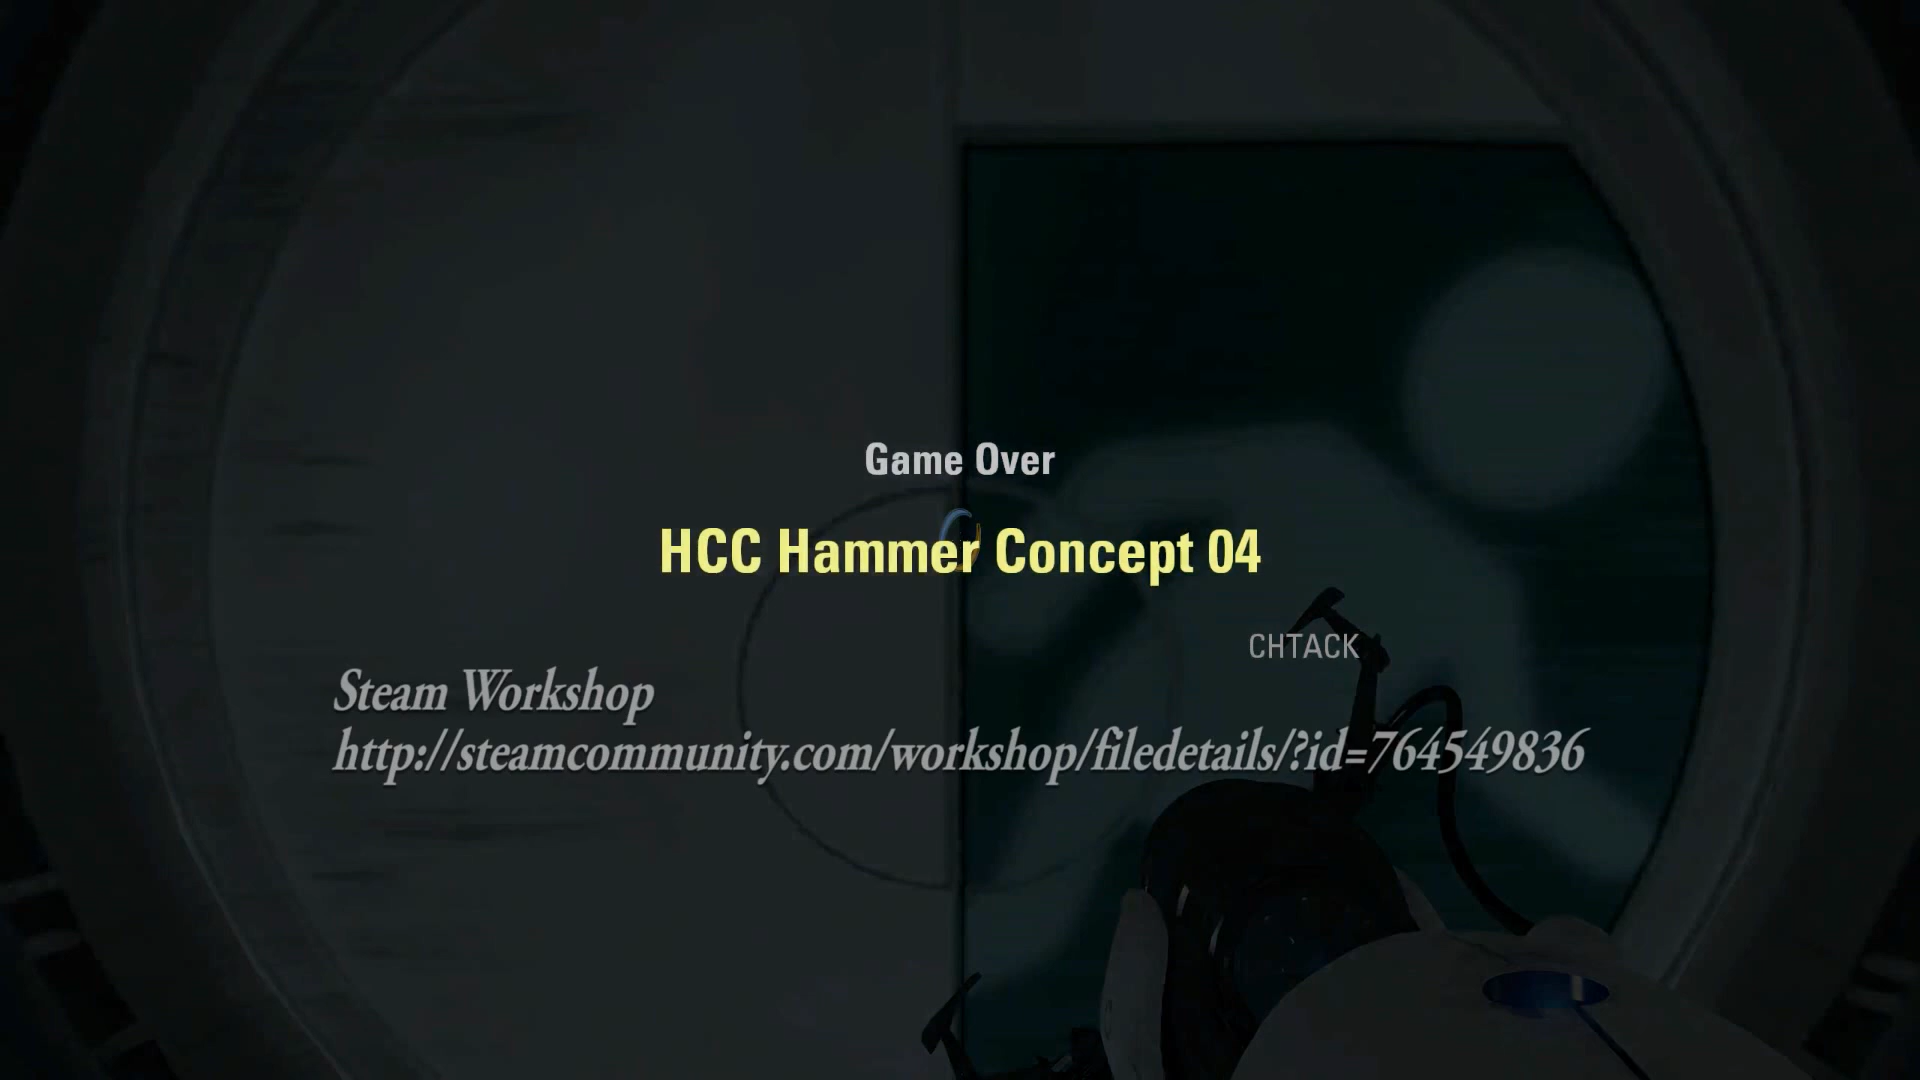 Game Over
HCC Hammer Concept 04
CHTACK
Steam Workshop
http://steamcommunity.com/workshop/filedetails/?id=764549836